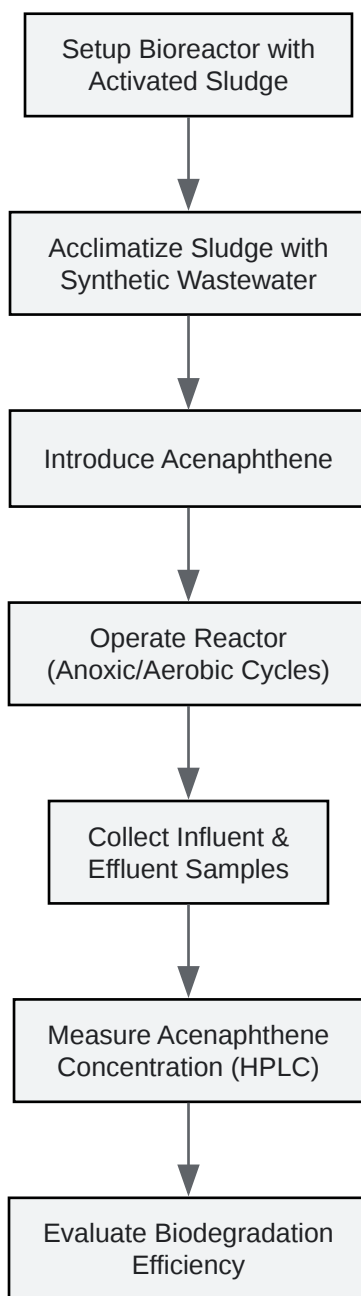 Setup Bioreactor with
Activated Sludge
Acclimatize Sludge with
Synthetic Wastewater
Introduce Acenaphthene
Operate Reactor
(Anoxic/Aerobic Cycles)
Collect Influent &
Effluent Samples
Measure Acenaphthene
Concentration (HPLC)
Evaluate Biodegradation
Efficiency